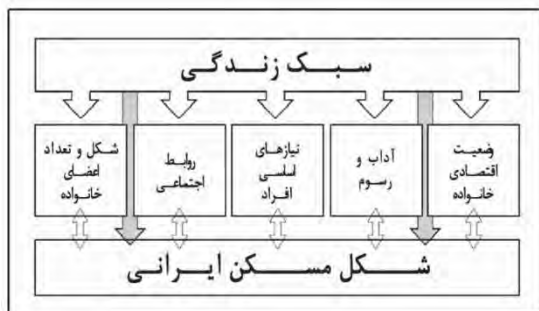 سبک زندگی
وضعیت
اقتصادی
خانواده
آداب و
رسوم
نیازهای
اساسی
افراد
روابط
اجتماعی
شکل و تعداد
اعضای
خانواده
شکل مسکن ایرانی